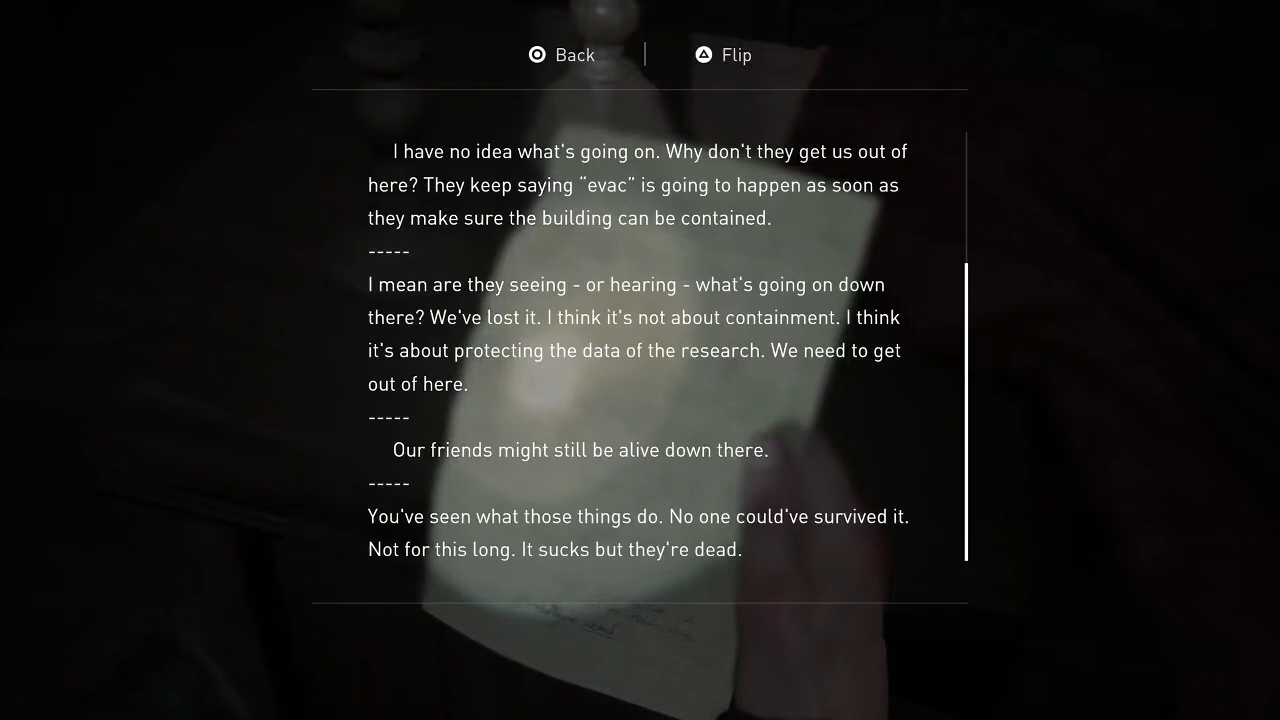 Back
Flip
I have no idea what's going on. Why don't they get us out of
here? They keep saying “evac” is going to happen as soon as
they make sure the building can be contained.
-----
I mean are they seeing - or hearing - what's going on down
there? We've lost it. I think it's not about containment. I think
it's about protecting the data of the research. We need to get
out of here.
-----
Our friends might still be alive down there.
-----
You've seen what those things do. No one could've survived it.
Not for this long. It sucks but they're dead.